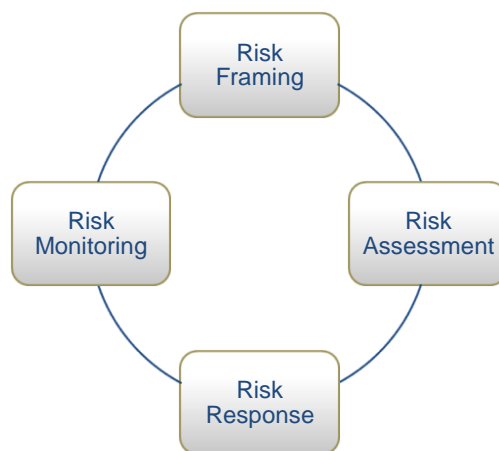 Risk
Framing
Risk
Monitoring
Risk
Assessment
Risk
Response